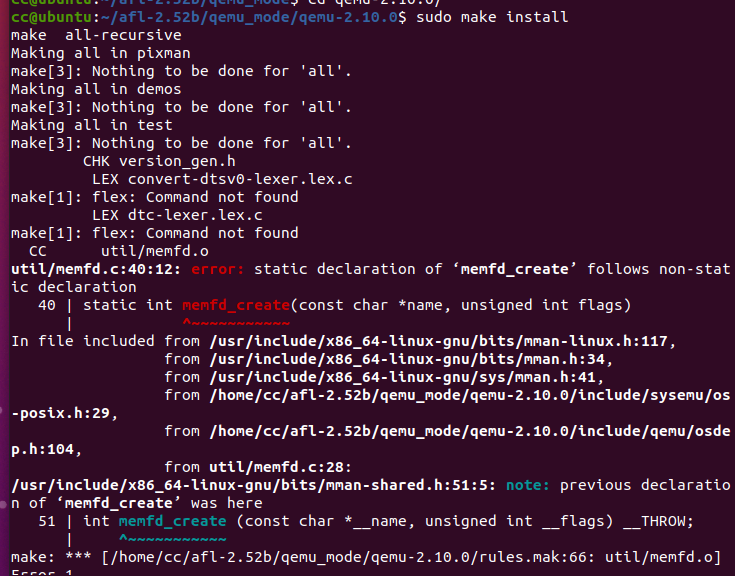 cc@ubuntu:~/afl-2.52b/qemu_mode$ cd qemu-2.10.0/
cc@ubuntu:~/afl-2.52b/qemu_mode/qemu-2.10.0$ sudo make install
make  all-recursive
Making all in pixman
make[3]: Nothing to be done for 'all'.
Making all in demos
make[3]: Nothing to be done for 'all'.
Making all in test
make[3]: Nothing to be done for 'all'.
        CHK version_gen.h
         LEX convert-dtsv0-lexer.lex.c
make[1]: flex: Command not found
         LEX dtc-lexer.lex.c
make[1]: flex: Command not found
  CC      util/memfd.o
util/memfd.c:40:12: error: static declaration of ‘memfd_create’ follows non-stat
ic declaration
   40 | static int memfd_create(const char *name, unsigned int flags)
      |            ^~~~~~~~~~~~
In file included from /usr/include/x86_64-linux-gnu/bits/mman-linux.h:117,
                 from /usr/include/x86_64-linux-gnu/bits/mman.h:34,
                 from /usr/include/x86_64-linux-gnu/sys/mman.h:41,
                 from /home/cc/afl-2.52b/qemu_mode/qemu-2.10.0/include/sysemu/os
-posix.h:29,
                 from /home/cc/afl-2.52b/qemu_mode/qemu-2.10.0/include/qemu/osde
p.h:104,
                 from util/memfd.c:28:
/usr/include/x86_64-linux-gnu/bits/mman-shared.h:51:5: note: previous declaratio
n of ‘memfd_create’ was here
   51 | int memfd_create (const char *__name, unsigned int __flags) __THROW;
      |     ^~~~~~~~~~~~
make: *** [/home/cc/afl-2.52b/qemu_mode/qemu-2.10.0/rules.mak:66: util/memfd.o]
Error 1